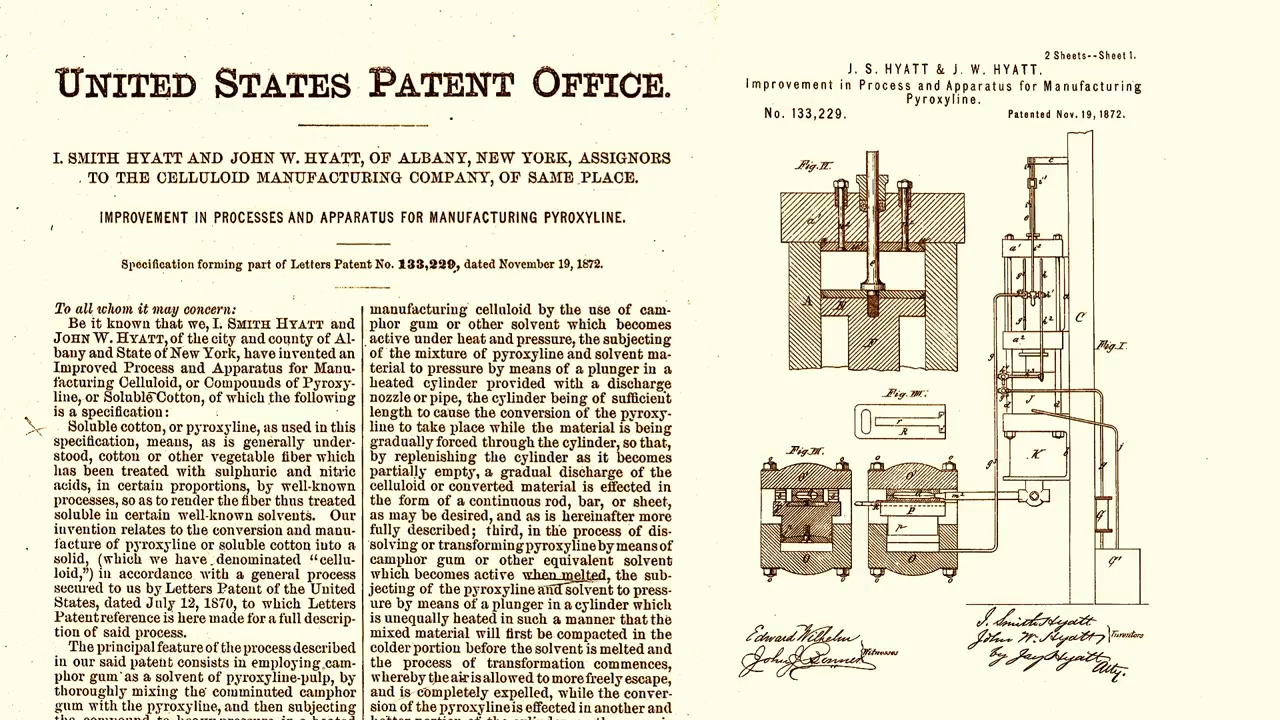 UNITED STATES PATENT OFFICE.
I. SMITH HYATT AND JOHN W. HYATT, OF ALBANY, NEW YORK, ASSIGNORS
TO THE CELLULOID MANUFACTURING COMPANY, OF SAME PLACE.
IMPROVEMENT IN PROCESSES AND APPARATUS FOR MANUFACTURING PYROXYLINE.
Specification forming part of Letters Patent No. 133,229, dated November 19, 1872.
To all whom it may concern:
Be it known that we, I. SMITH HYATT and
JOHN W. HYATT, of the city and county of Al-
bany and State of New York, have invented an
Improved Process and Apparatus for Manu-
facturing Celluloid, or Compounds of Pyroxy-
line, or Soluble Cotton, of which the following
is a specification:
Soluble cotton, or pyroxyline, as used in this
specification, means, as is generally under-
stood, cotton or other vegetable fiber which
has been treated with sulphuric and nitric
acids, in certain proportions, by well-known
processes, so as to render the fiber thus treated
soluble in certain well-known solvents. Our
invention relates to the conversion and manu-
facture of pyroxyline or soluble cotton into a
solid, (which we have denominated "cellu-
loid,") in accordance with a general process
secured to us by Letters Patent of the United
States, dated July 12, 1870, to which Letters
Patent reference is here made for a full descrip-
tion of said process.
The principal feature of the process described
in our said patent consists in employing cam-
phor gum as a solvent of pyroxyline-pulp, by
thoroughly mixing the comminuted camphor
gum with the pyroxyline, and then subjecting
manufacturing celluloid by the use of cam-
phor gum or other solvent which becomes
active under heat and pressure, the subjecting
of the mixture of pyroxyline and solvent ma-
terial to pressure by means of a plunger in a
heated cylinder provided with a discharge
nozzle or pipe, the cylinder being of sufficient
length to cause the conversion of the pyroxy-
line to take place while the material is being
gradually forced through the cylinder, so that,
by replenishing the cylinder as it becomes
partially empty, a gradual discharge of the
celluloid or converted material is effected in
the form of a continuous rod, bar, or sheet,
as may be desired, and as is hereinafter more
fully described; third, in the process of dis-
solving or transforming pyroxyline by means of
camphor gum or other equivalent solvent
which becomes active when melted, the sub-
jecting of the pyroxyline and solvent to press-
ure by means of a plunger in a cylinder which
is unequally heated in such a manner that the
mixed material will first be compacted in the
colder portion before the solvent is melted and
the process of transformation commences,
whereby the air is allowed to more freely escape,
and is completely expelled, while the conver-
sion of the pyroxyline is effected in another and
2 Sheets--Sheet 1.
J. S. HYATT & J. W. HYATT.
Improvement in Process and Apparatus for Manufacturing
Pyroxyline.
No. 133,229.
Patented Nov. 19, 1872.
Fig. II.
Fig. I.
Fig. III.
Fig. IV.
A
C
K
R
P
G
Edward Wilhelm
John J. Bonner
Witnesses
I. Smith Hyatt
John W. Hyatt
Inventors
by Jay Hyatt
Atty.